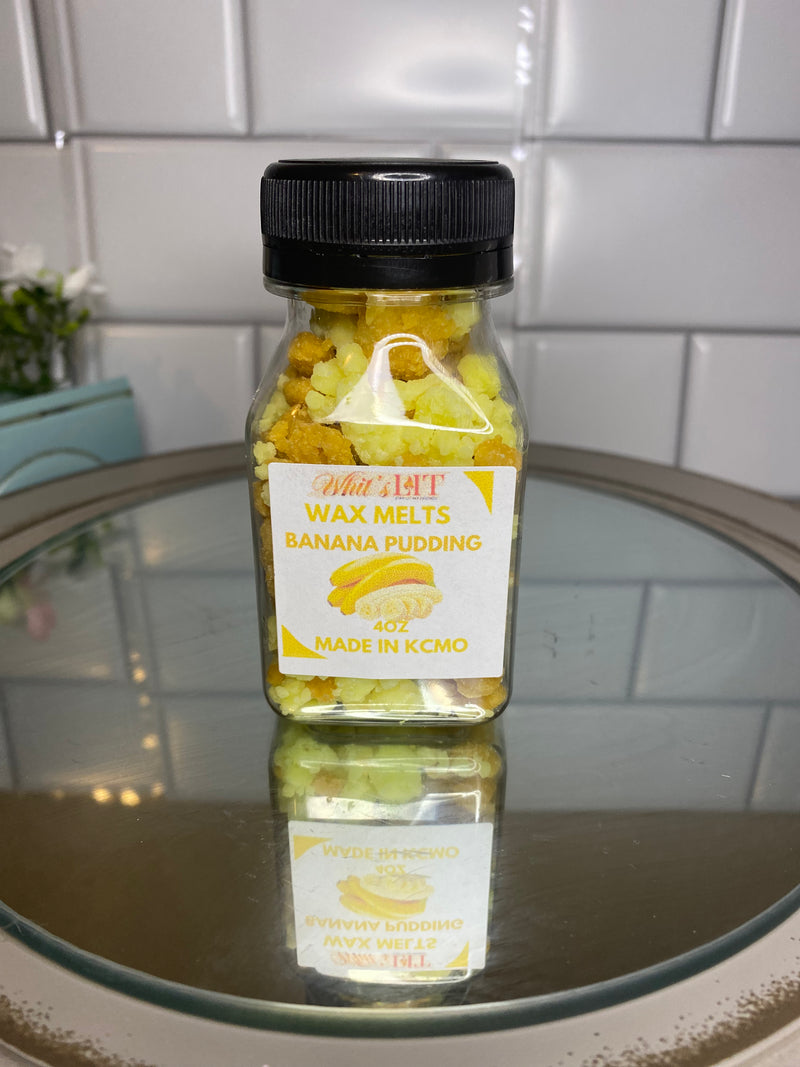 Whit's LIT
WAX MELTS
BANANA PUDDING
4OZ
MADE IN KCMO